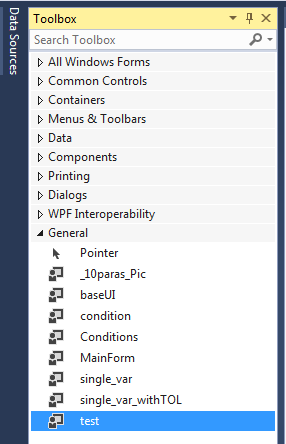 Data Sources
Toolbox
Search Toolbox
All Windows Forms
Common Controls
Containers
Menus & Toolbars
Data
Components
Printing
Dialogs
WPF Interoperability
General
Pointer
_10paras_Pic
baseUI
condition
Conditions
MainForm
single_var
single_var_withTOL
test